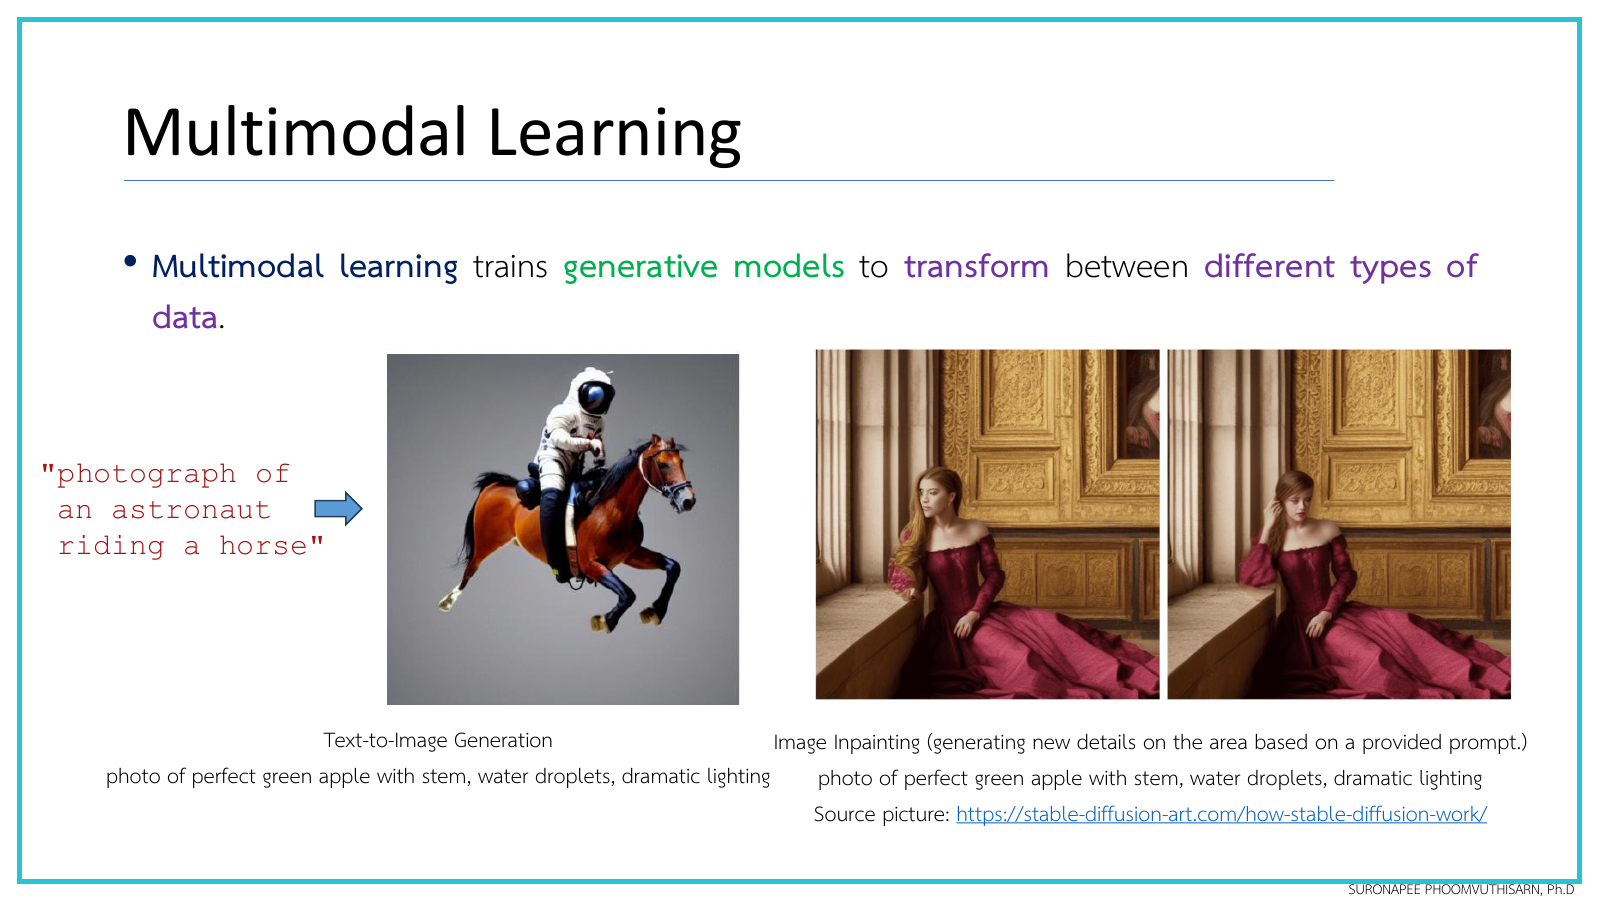 Multimodal Learning
• Multimodal learning trains generative models to transform between different types of
data.
"photograph of
an astronaut
riding a horse"
Text-to-Image Generation
photo of perfect green apple with stem, water droplets, dramatic lighting
Image Inpainting (generating new details on the area based on a provided prompt.)
photo of perfect green apple with stem, water droplets, dramatic lighting
Source picture: https://stable-diffusion-art.com/how-stable-diffusion-work/
SURONAPEE PHOOMVUTHISARN, Ph.D